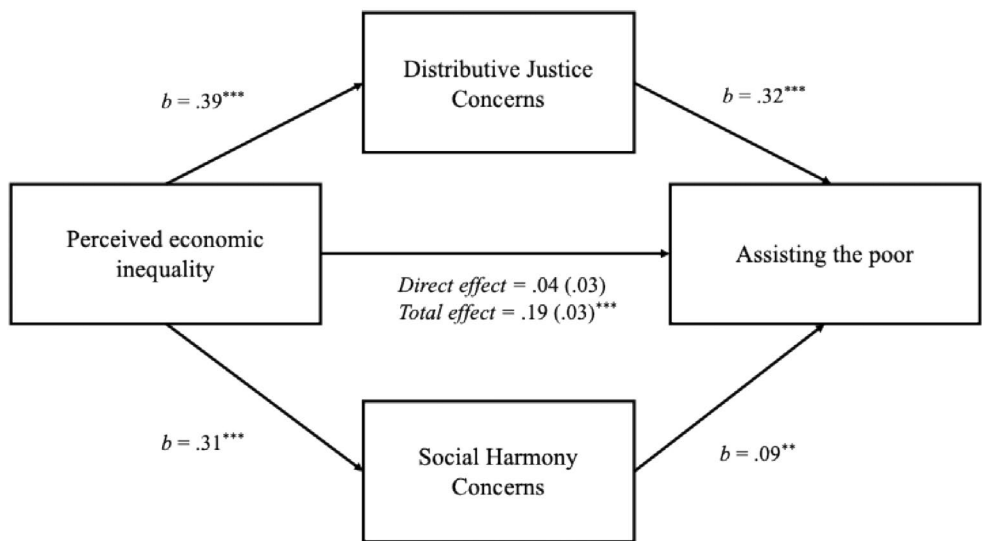 Distributive Justice
Concerns
b = .39***
b = .32***
Perceived economic
inequality
Assisting the poor
Direct effect = .04 (.03)
Total effect = .19 (.03)***
b = .31***
b = .09**
Social Harmony
Concerns